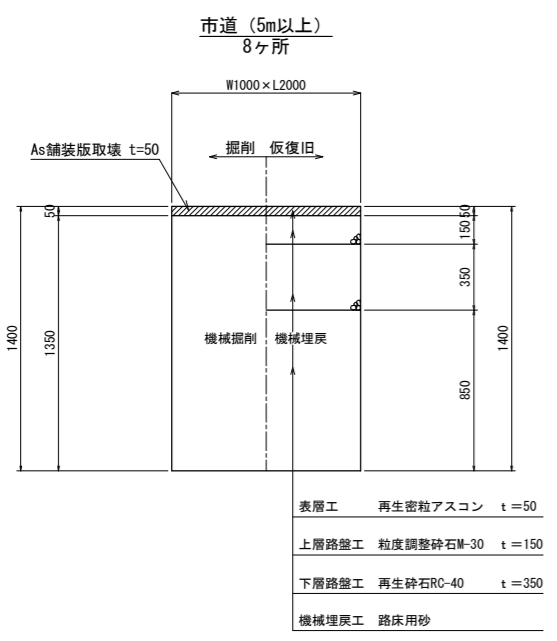 市道（5m以上）
8ヶ所
W1000×L2000
As舗装版取壊 t=50
掘削 仮復旧
50
1350
1400
50
150
350
850
1400
機械掘削 機械埋戻
表層工 再生密粒アスコン t＝50
上層路盤工 粒度調整砕石M-30 t＝150
下層路盤工 再生砕石RC-40 t＝350
機械埋戻工 路床用砂